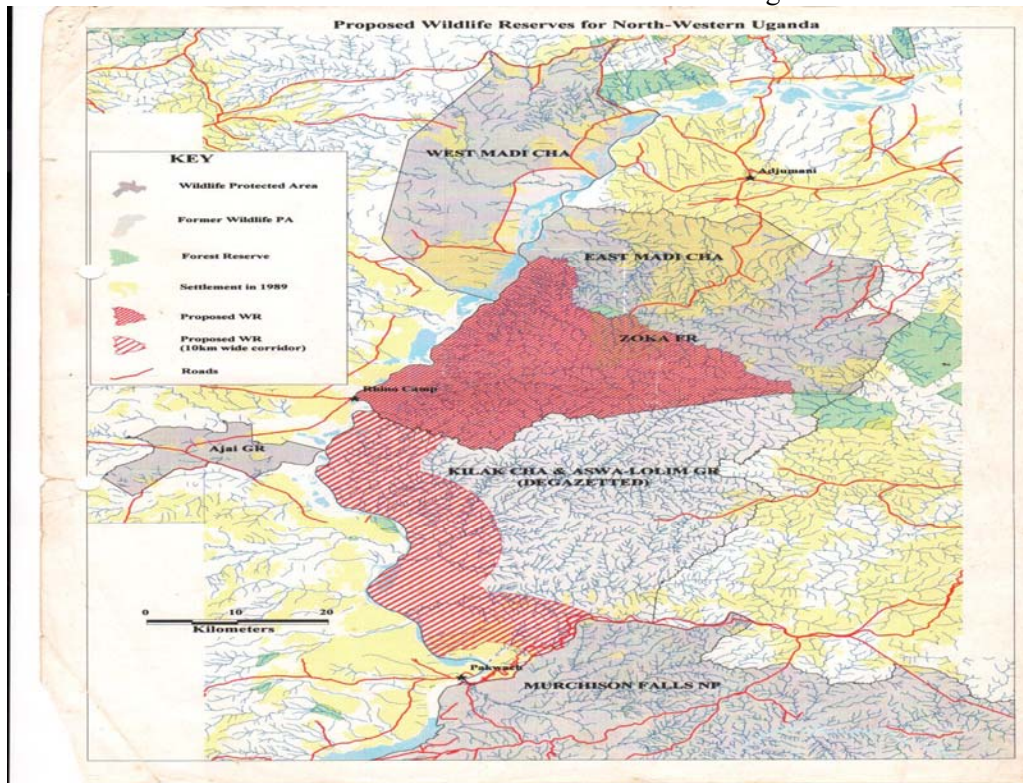 Proposed Wildlife Reserves for North-Western Uganda
KEY
Wildlife Protected Area
Former Wildlife PA
Forest Reserve
Settlement in 1989
Proposed WR
Proposed WR
(10km wide corridor)
Roads
WEST MADI CHA
Adjumani
EAST MADI CHA
ZOKA FR
Rhino Camp
Ajai GR
KILAK CHA & ASWA-LOLIM GR
(DEGAZETTED)
0 10 20
Kilometers
Pakwach
MURCHISON FALLS NP